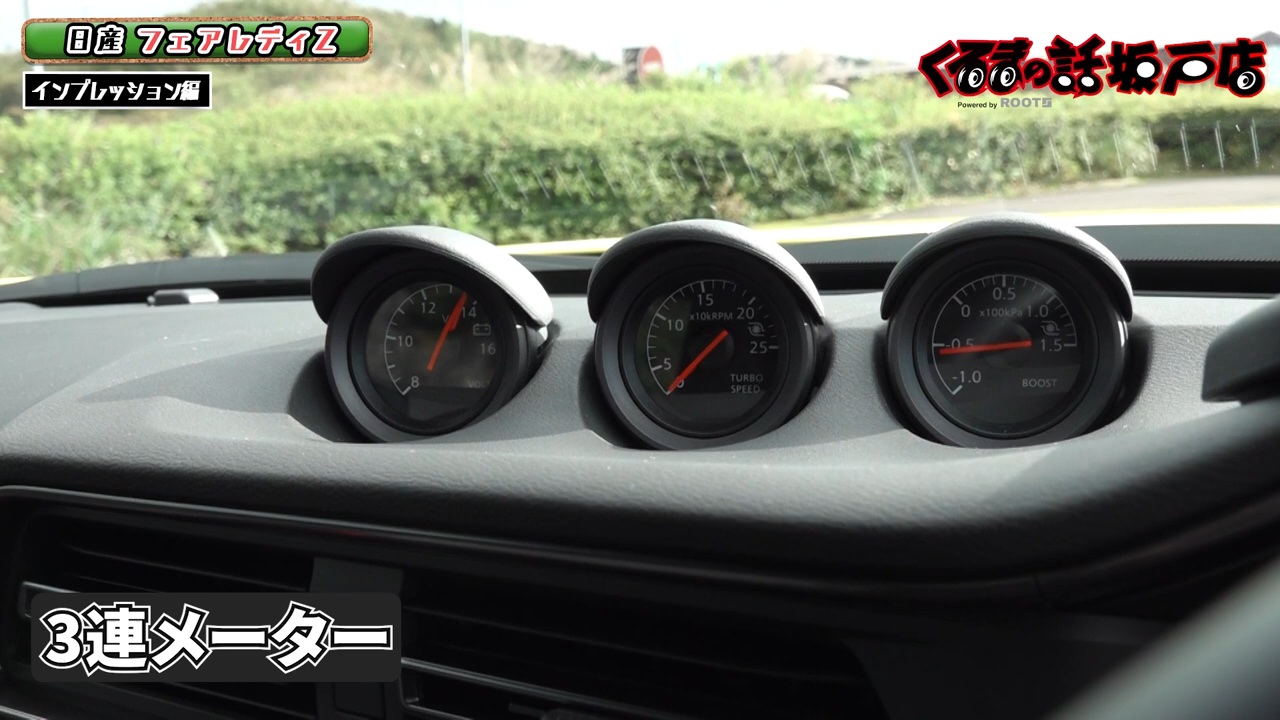 日産 フェアレディZ
インプレッション編
くるまの話坂戸店
Powered by ROOTS
12
14
10
16
8
VOLT
15
x10kRPM
20
10
25
5
0
TURBO
SPEED
0.5
0
x100kPa
1.0
-0.5
1.5
-1.0
BOOST
3連メーター